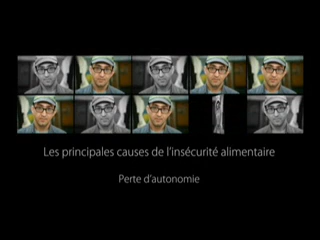 Les principales causes de l'insécurité alimentaire
Perte d'autonomie